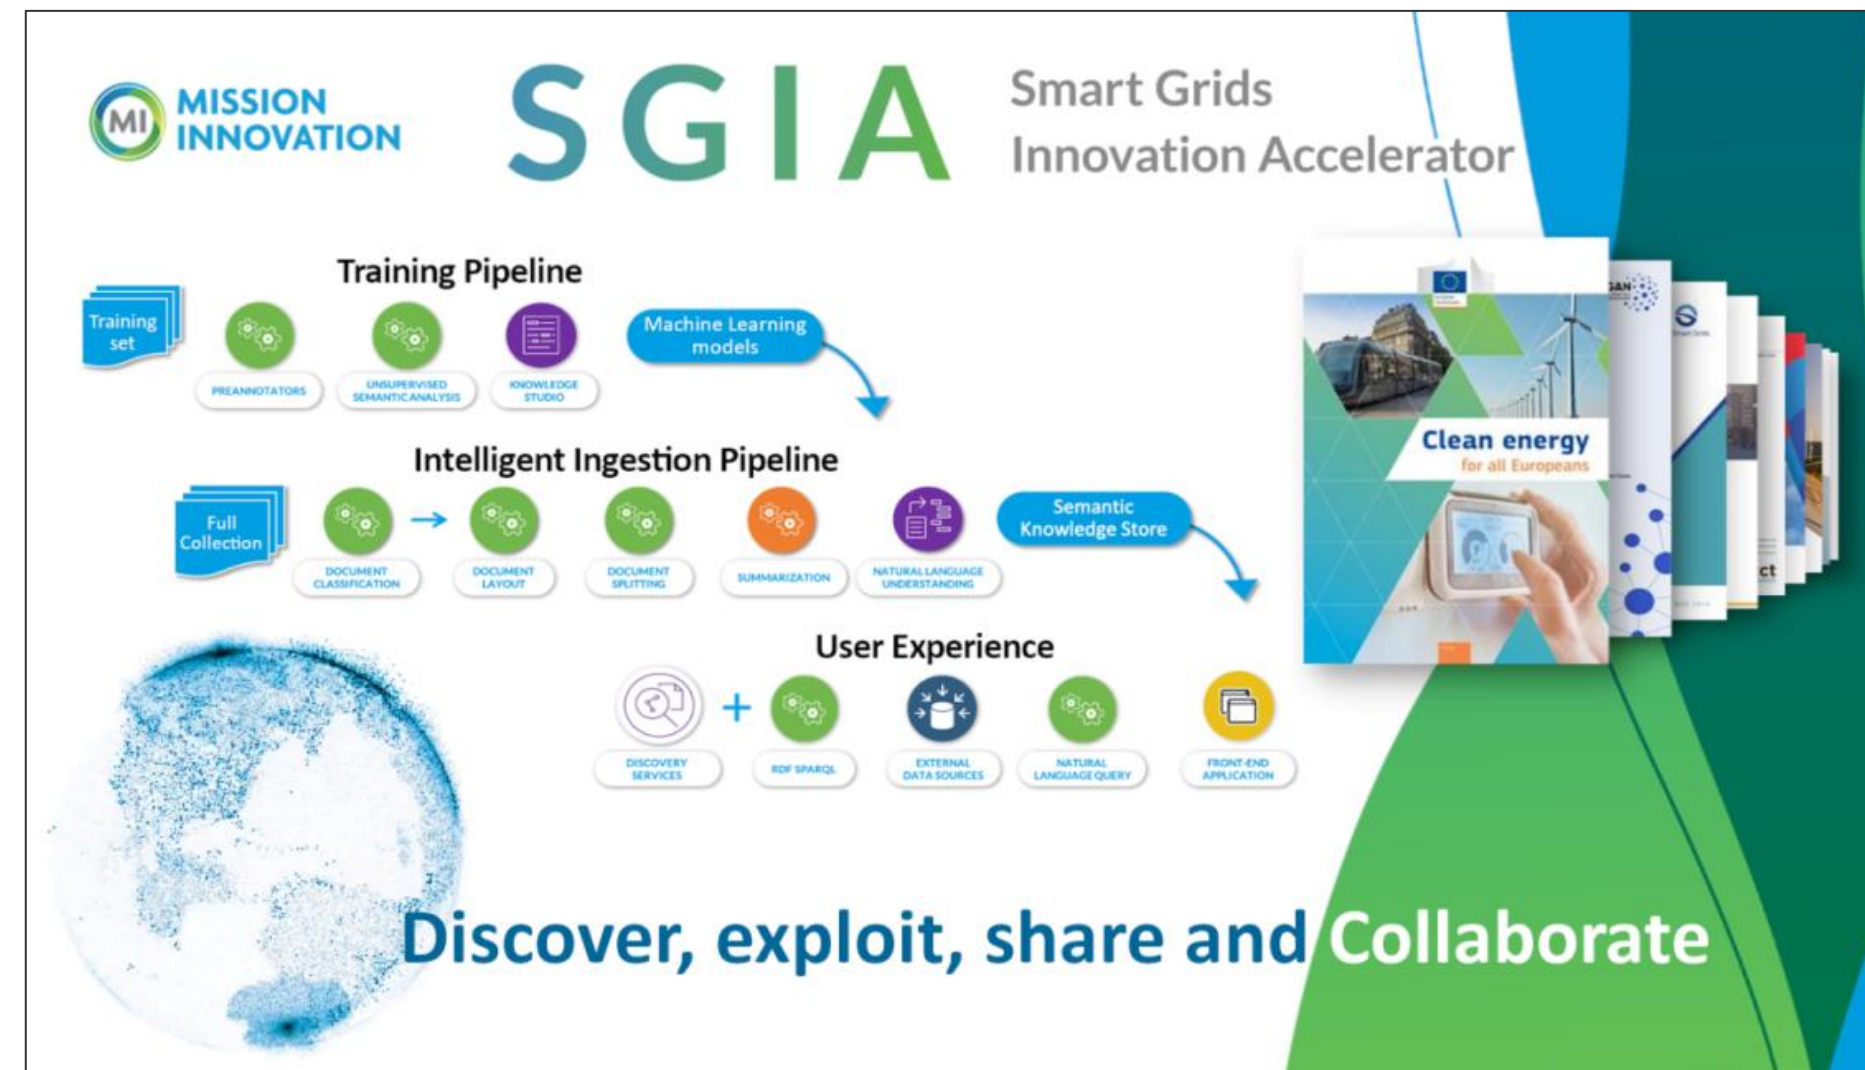 MI
MISSION
INNOVATION
SGIA
Smart Grids
Innovation Accelerator
Training Pipeline
Training
set
PREANNOTATORS
UNSUPERVISED
SEMANTIC ANALYSIS
KNOWLEDGE
STUDIO
Machine Learning
models
Intelligent Ingestion Pipeline
Full
Collection
DOCUMENT
CLASSIFICATION
DOCUMENT
LAYOUT
DOCUMENT
SPLITTING
SUMMARIZATION
NATURAL LANGUAGE
UNDERSTANDING
Semantic
Knowledge Store
User Experience
DISCOVERY
SERVICES
+
RDF SPARQL
EXTERNAL
DATA SOURCES
NATURAL
LANGUAGE QUERY
FRONT-END
APPLICATION
Clean energy
for all Europeans
GAN
ct
Discover, exploit, share and Collaborate